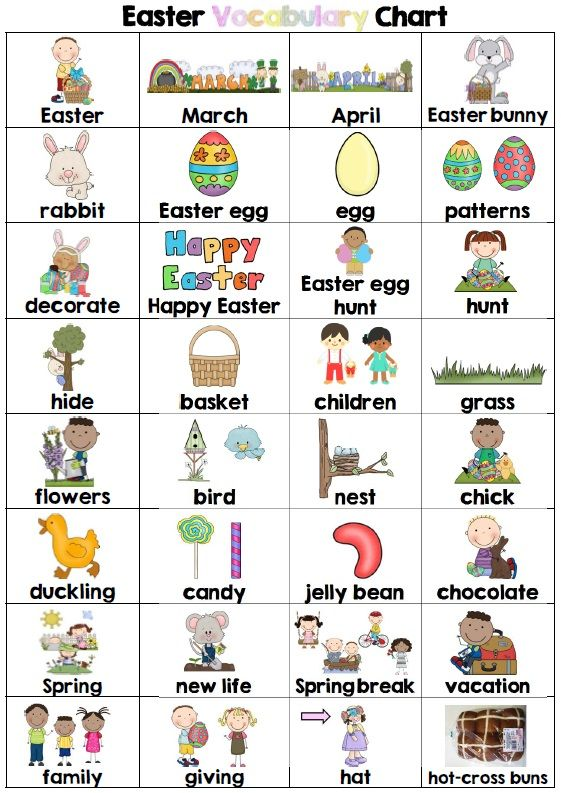 Easter Vocabulary Chart
MARCH
APRIL
Easter
March
April
Easter bunny
rabbit
Easter egg
egg
patterns
Happy
Easter
decorate
Happy Easter
Easter egg
hunt
hunt
hide
basket
children
grass
flowers
bird
nest
chick
duckling
candy
jelly bean
chocolate
Spring
new life
Spring break
vacation
family
giving
hat
hot-cross buns